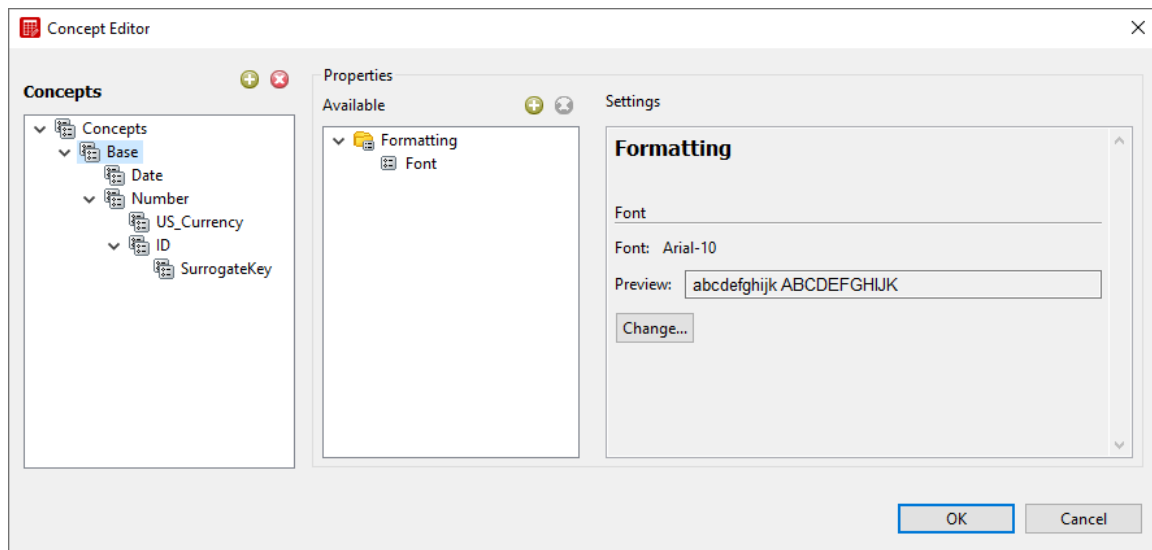 Concept Editor
Concepts
Concepts
Base
Date
Number
US_Currency
ID
SurrogateKey
Properties
Available
Formatting
Font
Settings
Formatting
Font
Font: Arial-10
Preview: abcdefghijk ABCDEFGHIJK
Change...
OK
Cancel